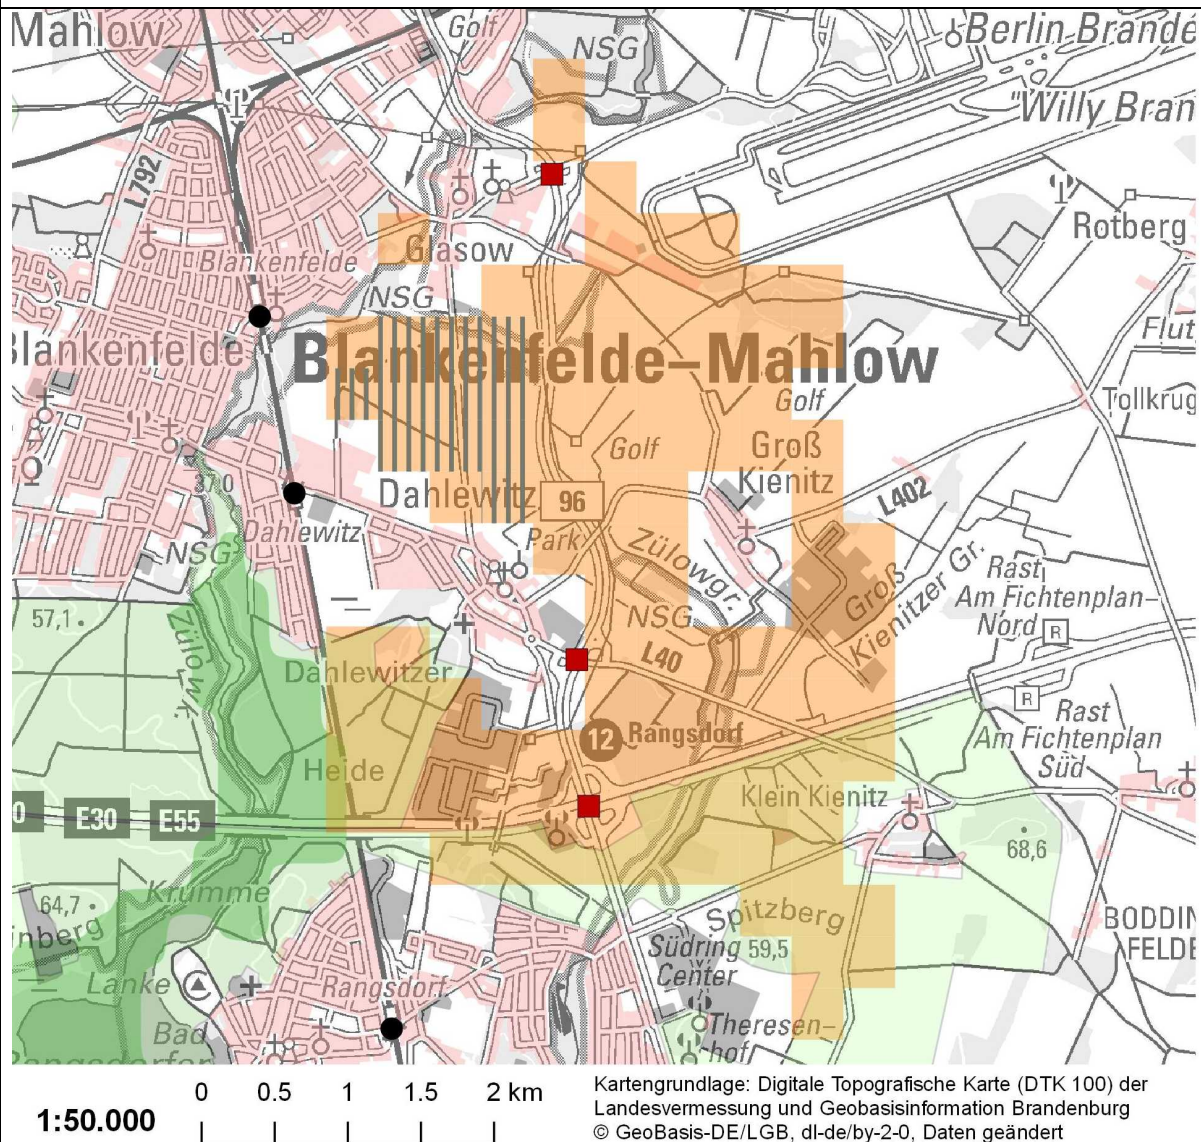 Mahlow
Golf
NSG
Berlin Brande
"Willy Bran
L792
Rotberg
Glasow
Blankenfelde
NSG
Flut
Blankenfelde
Blankenfelde–Mahlow
Golf
Tollkrug
Golf
Groß
Kienitz
37,0
Dahlewitz
96
L402
Dahlewitz
Park
Zülowgr.
NSG
Groß
Kienitzer Gr.
Rast
Am Fichtenplan–
Nord
R
57,1
Zülow
NSG
L40
Dahlewitzer
R
Rast
Am Fichtenplan
Süd
12
Rangsdorf
Heide
Klein Kienitz
0
E30
E55
68,6
Krumme
64,7
inberg
Spitzberg
BODDIN
FELDE
Lanke
Rangsdorf
Südring
Center
59,5
Bad
Theresen–
hof
Rangsdorfer
1:50.000
0 0.5 1 1.5 2 km
Kartengrundlage: Digitale Topografische Karte (DTK 100) der
Landesvermessung und Geobasisinformation Brandenburg
© GeoBasis-DE/LGB, dl-de/by-2-0, Daten geändert